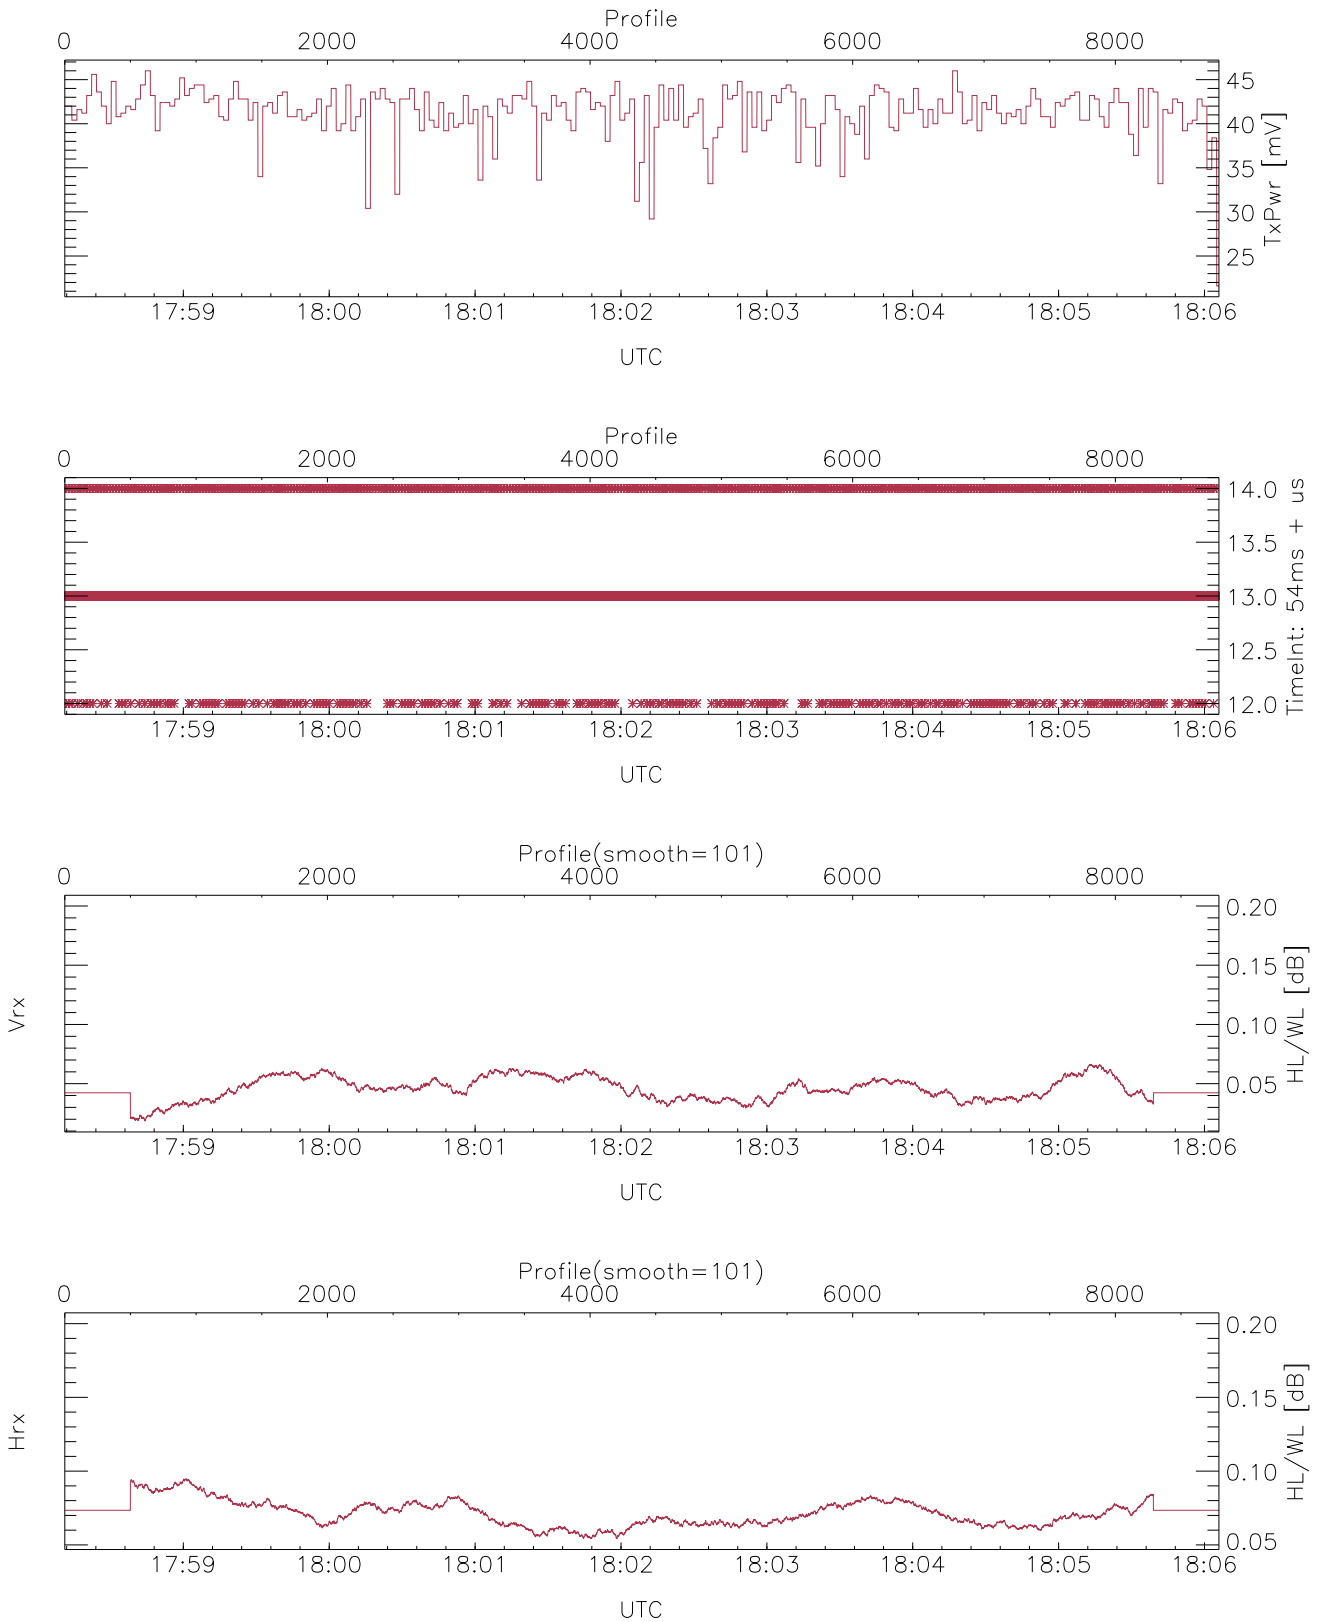 Profile
0 2000 4000 6000 8000
45
40
35
30
25
TxPwr [mV]
17:59 18:00 18:01 18:02 18:03 18:04 18:05 18:06
UTC
Profile
0 2000 4000 6000 8000
14.0
13.5
13.0
12.5
12.0
TimeInt: 54ms + us
17:59 18:00 18:01 18:02 18:03 18:04 18:05 18:06
UTC
Profile(smooth=101)
0 2000 4000 6000 8000
Vrx
0.20
0.15
0.10
0.05
HL/WL [dB]
17:59 18:00 18:01 18:02 18:03 18:04 18:05 18:06
UTC
Profile(smooth=101)
0 2000 4000 6000 8000
Hrx
0.20
0.15
0.10
0.05
HL/WL [dB]
17:59 18:00 18:01 18:02 18:03 18:04 18:05 18:06
UTC